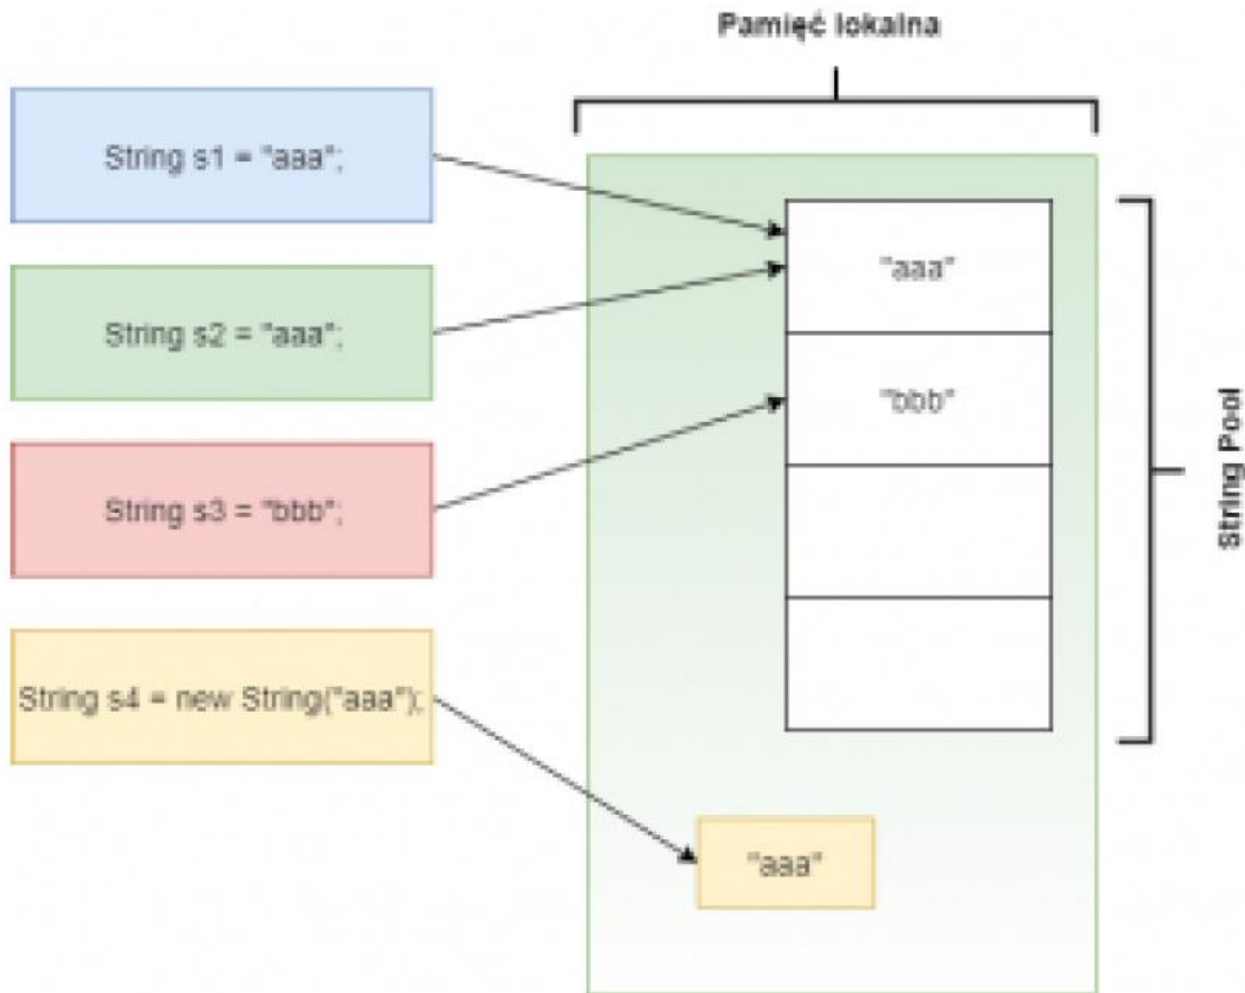 Pamięć lokalna
String s1 = "aaa";
String s2 = "aaa";
String s3 = "bbb";
String s4 = new String("aaa");
"aaa"
"bbb"
"aaa"
String Pool